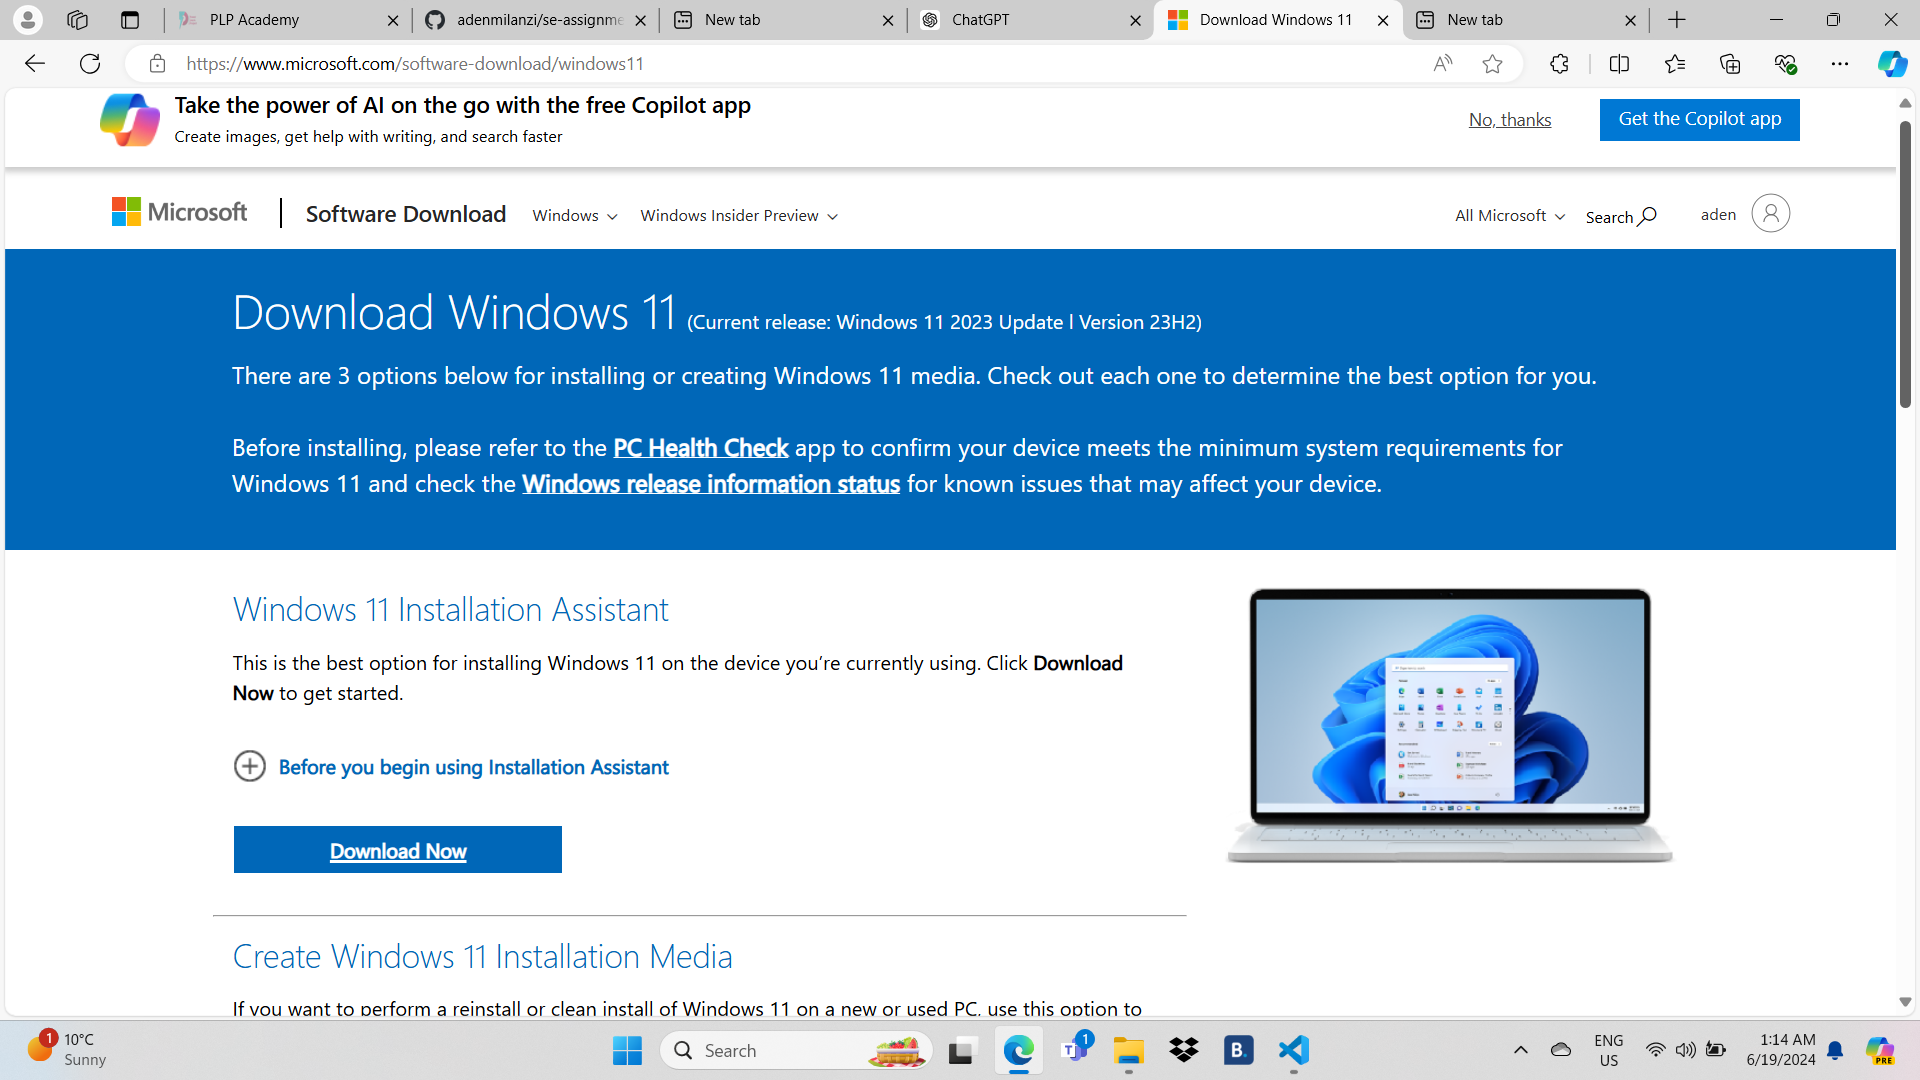 PLP Academy
adenmilanzi/se-assignme
New tab
ChatGPT
Download Windows 11
New tab
https://www.microsoft.com/software-download/windows11
Take the power of AI on the go with the free Copilot app
Create images, get help with writing, and search faster
No, thanks
Get the Copilot app
Microsoft
Software Download
Windows
Windows Insider Preview
All Microsoft
Search
aden
Download Windows 11 (Current release: Windows 11 2023 Update l Version 23H2)
There are 3 options below for installing or creating Windows 11 media. Check out each one to determine the best option for you.
Before installing, please refer to the PC Health Check app to confirm your device meets the minimum system requirements for
Windows 11 and check the Windows release information status for known issues that may affect your device.
Windows 11 Installation Assistant
This is the best option for installing Windows 11 on the device you’re currently using. Click Download
Now to get started.
Before you begin using Installation Assistant
Download Now
Create Windows 11 Installation Media
If you want to perform a reinstall or clean install of Windows 11 on a new or used PC, use this option to
1
10°C
Sunny
Search
T
1
B.
ENG
US
1:14 AM
6/19/2024
PRE